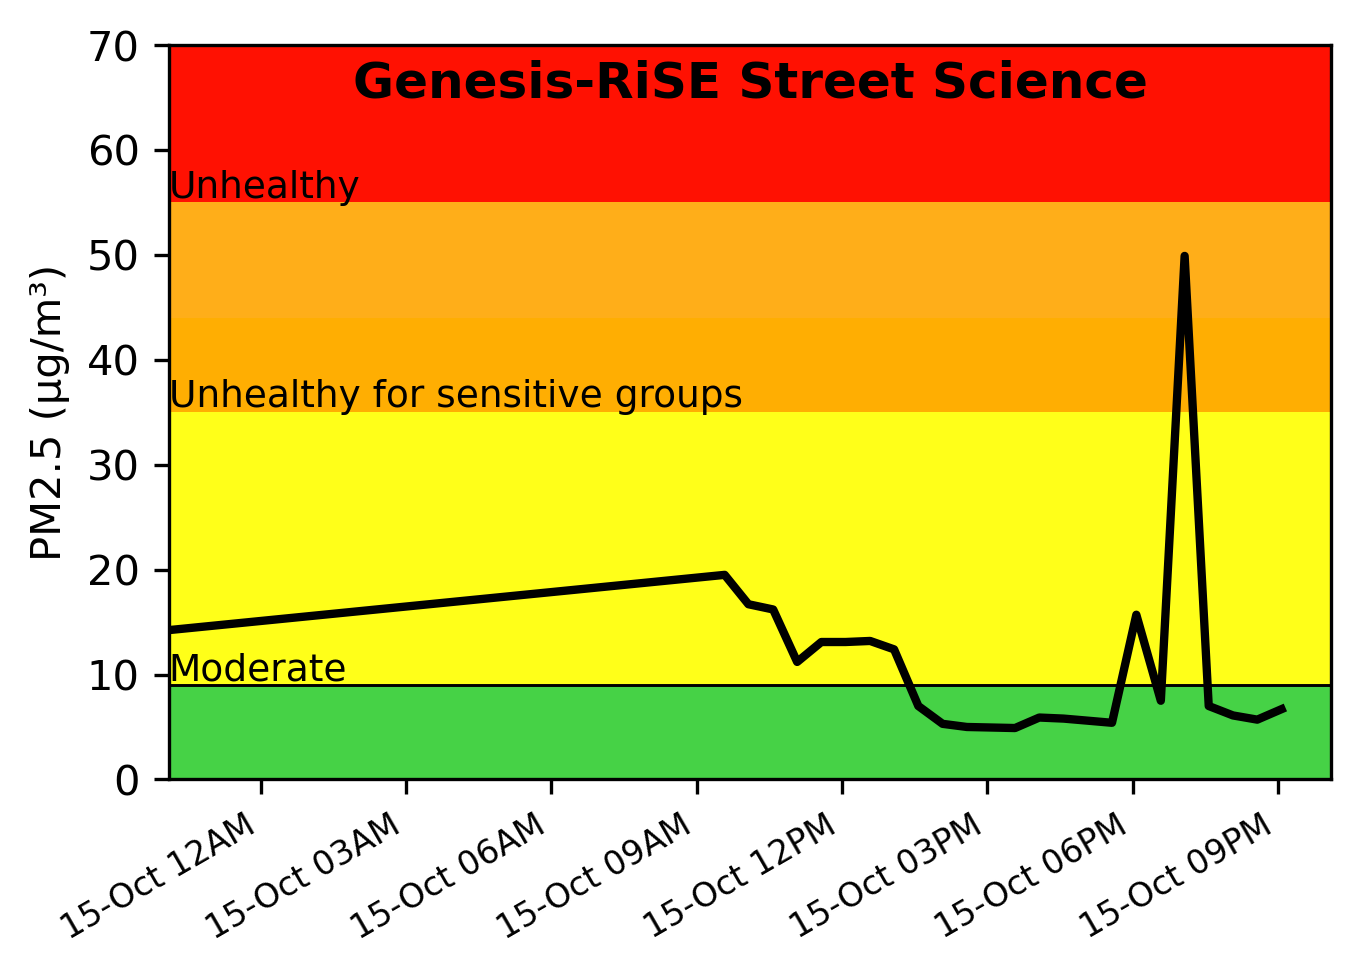 Genesis-RiSE Street Science
PM2.5 (µg/m³)
70
60
50
40
30
20
10
0
Unhealthy
Unhealthy for sensitive groups
Moderate
15-Oct 12AM
15-Oct 03AM
15-Oct 06AM
15-Oct 09AM
15-Oct 12PM
15-Oct 03PM
15-Oct 06PM
15-Oct 09PM